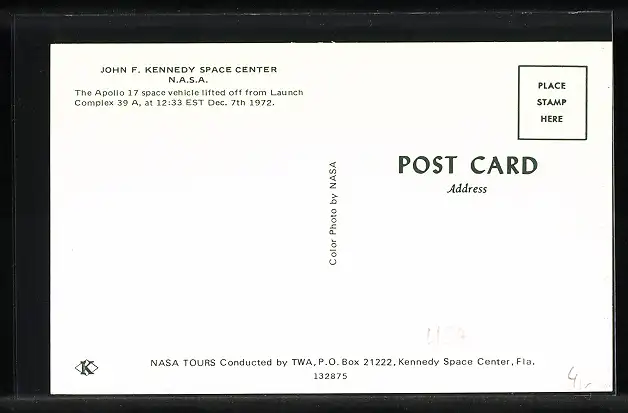 JOHN F. KENNEDY SPACE CENTER
N.A.S.A.
The Apollo 17 space vehicle lifted off from Launch
Complex 39 A, at 12:33 EST Dec. 7th 1972.
PLACE
STAMP
HERE
POST CARD
Address
Color Photo by NASA
K
NASA TOURS Conducted by TWA, P.O. Box 21222, Kennedy Space Center, Fla.
132875